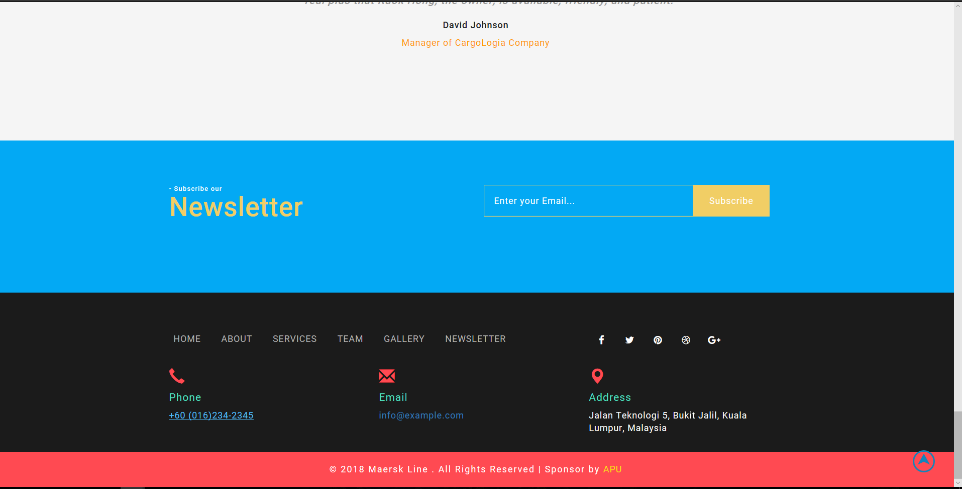 David Johnson
Manager of CargoLogia Company
- Subscribe our
Newsletter
Enter your Email...
Subscribe
HOME ABOUT SERVICES TEAM GALLERY NEWSLETTER
Phone
+60 (016)234-2345
Email
info@example.com
Address
Jalan Teknologi 5, Bukit Jalil, Kuala
Lumpur, Malaysia
© 2018 Maersk Line . All Rights Reserved | Sponsor by APU